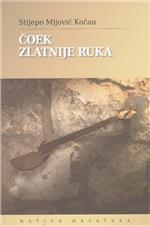 Stijepo Mijović Kočan
ČOEK
ZLATNIJE RUKA
MATICA HRVATSKA